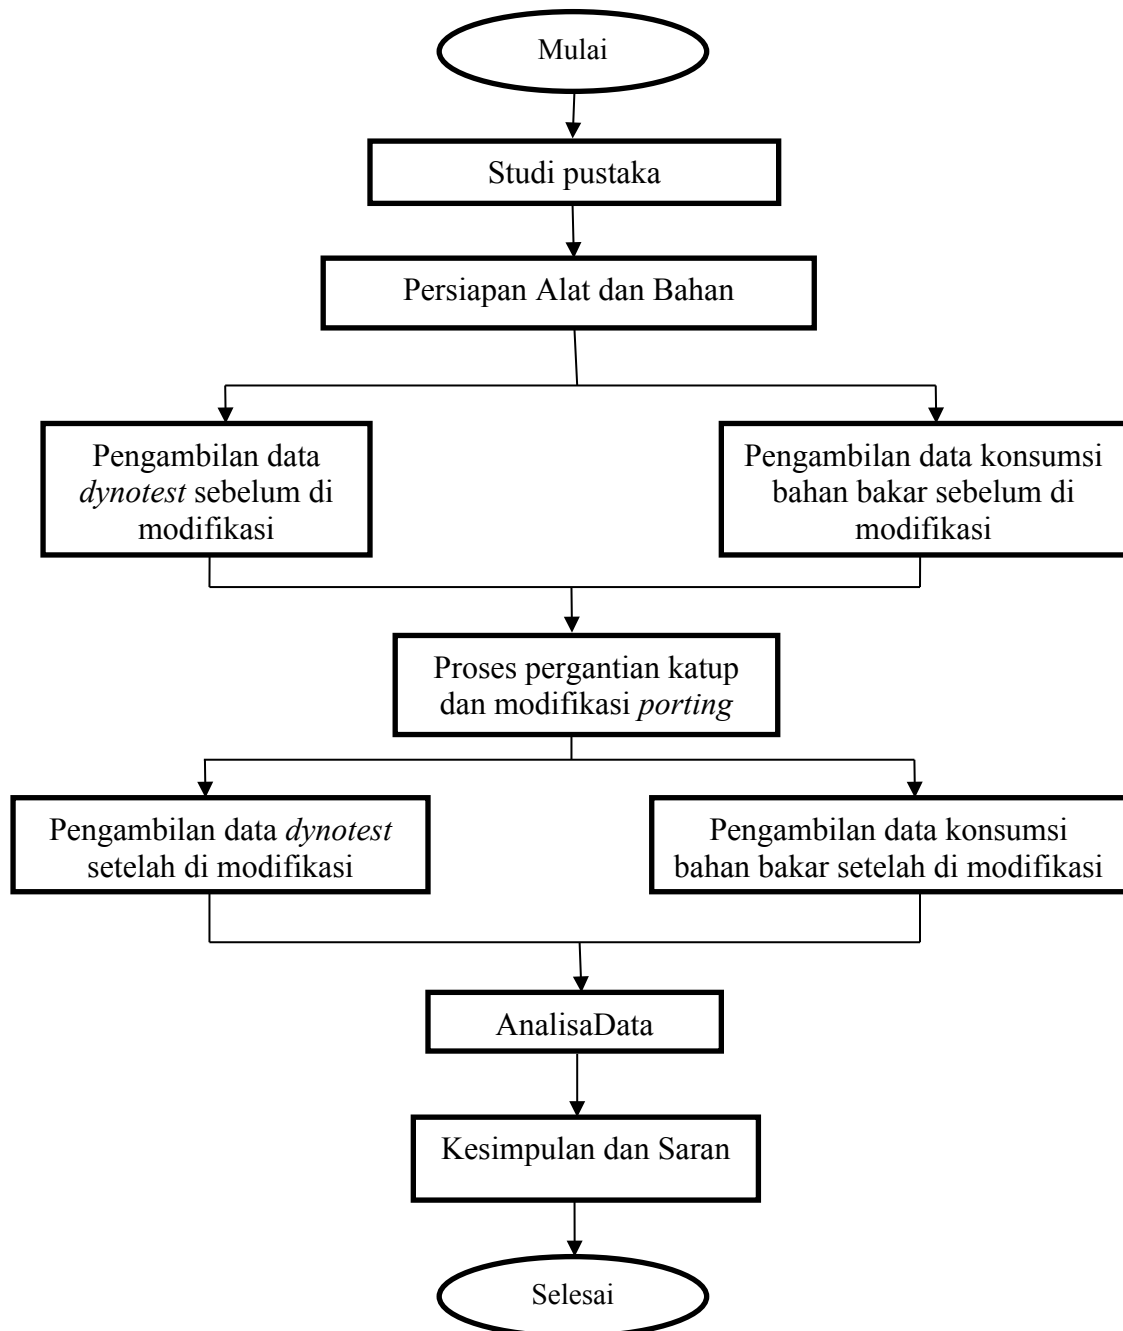 Mulai
Studi pustaka
Persiapan Alat dan Bahan
Pengambilan data
dynotest sebelum di
modifikasi
Pengambilan data konsumsi
bahan bakar sebelum di
modifikasi
Proses pergantian katup
dan modifikasi porting
Pengambilan data dynotest
setelah di modifikasi
Pengambilan data konsumsi
bahan bakar setelah di modifikasi
AnalisaData
Kesimpulan dan Saran
Selesai